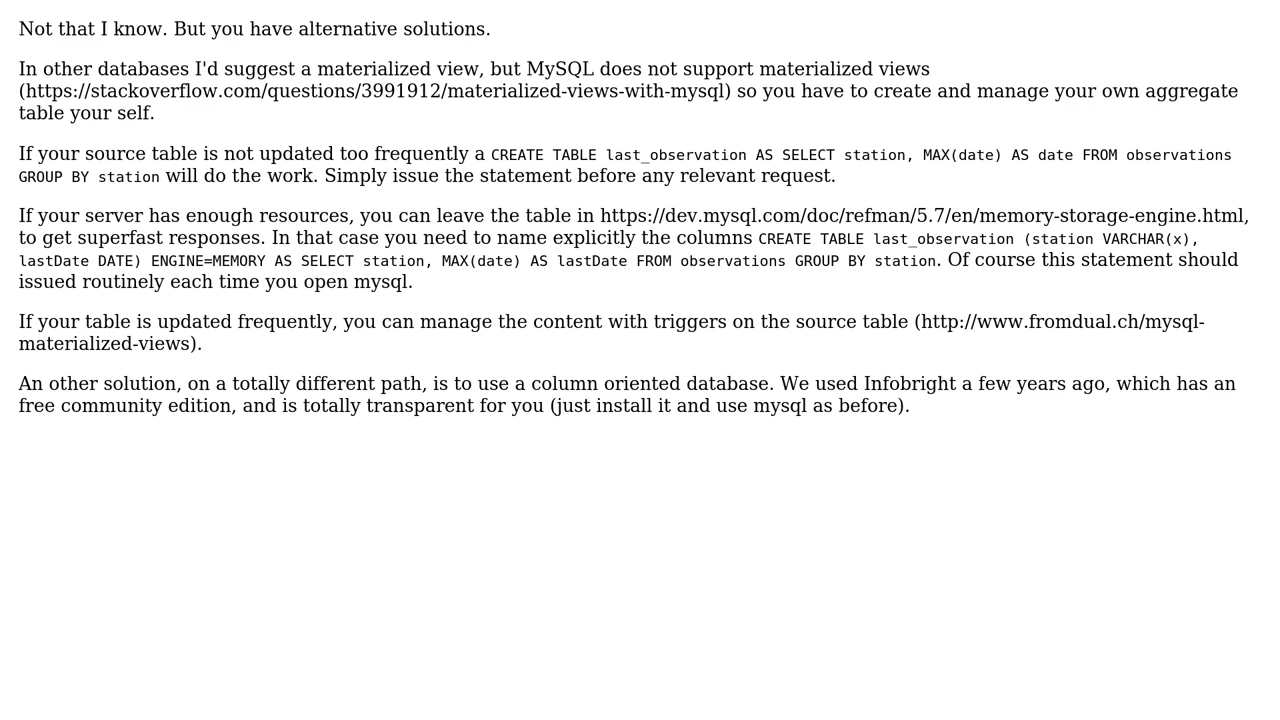 Not that I know. But you have alternative solutions.
In other databases I'd suggest a materialized view, but MySQL does not support materialized views
(https://stackoverflow.com/questions/3991912/materialized-views-with-mysql) so you have to create and manage your own aggregate
table your self.
If your source table is not updated too frequently a CREATE TABLE last_observation AS SELECT station, MAX(date) AS date FROM observations
GROUP BY station will do the work. Simply issue the statement before any relevant request.
If your server has enough resources, you can leave the table in https://dev.mysql.com/doc/refman/5.7/en/memory-storage-engine.html,
to get superfast responses. In that case you need to name explicitly the columns CREATE TABLE last_observation (station VARCHAR(x),
lastDate DATE) ENGINE=MEMORY AS SELECT station, MAX(date) AS lastDate FROM observations GROUP BY station. Of course this statement should
issued routinely each time you open mysql.
If your table is updated frequently, you can manage the content with triggers on the source table (http://www.fromdual.ch/mysql-
materialized-views).
An other solution, on a totally different path, is to use a column oriented database. We used Infobright a few years ago, which has an
free community edition, and is totally transparent for you (just install it and use mysql as before).